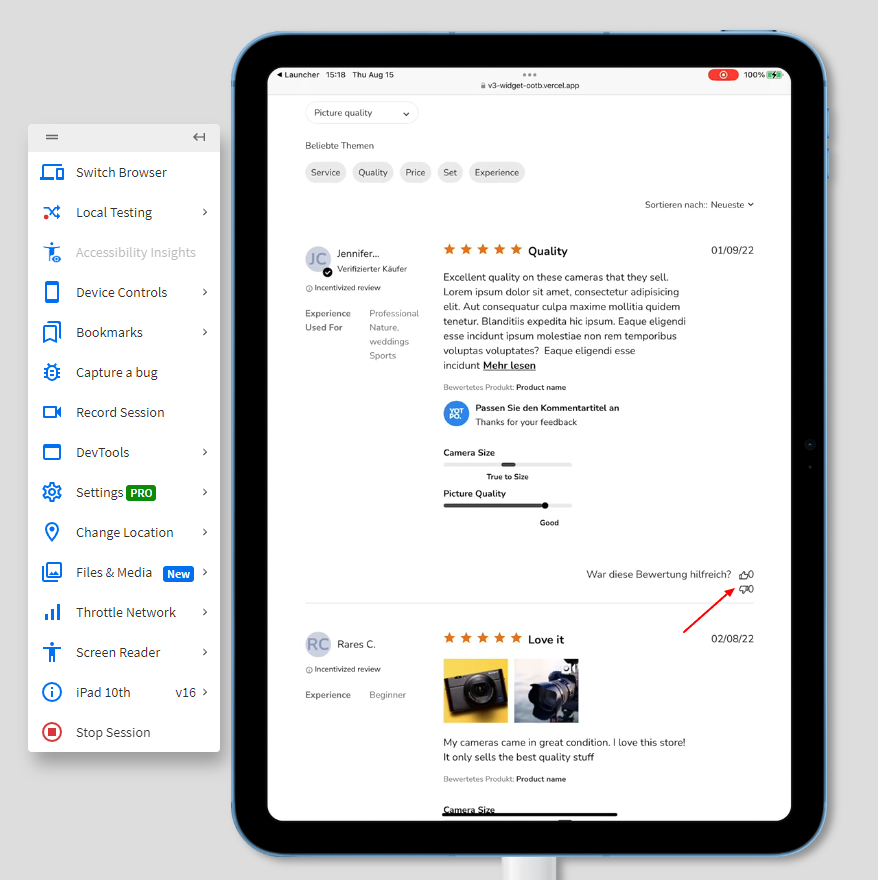 Switch Browser
Local Testing
Accessibility Insights
Device Controls
Bookmarks
Capture a bug
Record Session
DevTools
Settings PRO
Change Location
Files & Media New
Throttle Network
Screen Reader
iPad 10th v16
Stop Session
Launcher 15:18 Thu Aug 15 100%
v3-widget-ootb.vercel.app
Picture quality
Beliebte Themen
Service Quality Price Set Experience
Sortieren nach:: Neueste
JC Jennifer...
Verifizierter Käufer
Incentivized review
Experience Professional
Used For Nature,
weddings
Sports
Quality 01/09/22
Excellent quality on these cameras that they sell.
Lorem ipsum dolor sit amet, consectetur adipisicing
elit. Aut consequatur culpa maxime mollitia quidem
tenetur. Blanditiis expedita hic ipsum. Eaque eligendi
esse incidunt ipsum molestiae non rem temporibus
voluptas voluptates? Eaque eligendi esse
incidunt Mehr lesen
Bewertetes Produkt: Product name
YOTPO. Passen Sie den Kommentartitel an
Thanks for your feedback
Camera Size
True to Size
Picture Quality
Good
War diese Bewertung hilfreich? 0
0
RC Rares C.
Incentivized review
Experience Beginner
Love it 02/08/22
My cameras came in great condition. I love this store!
It only sells the best quality stuff
Bewertetes Produkt: Product name
Camera Size